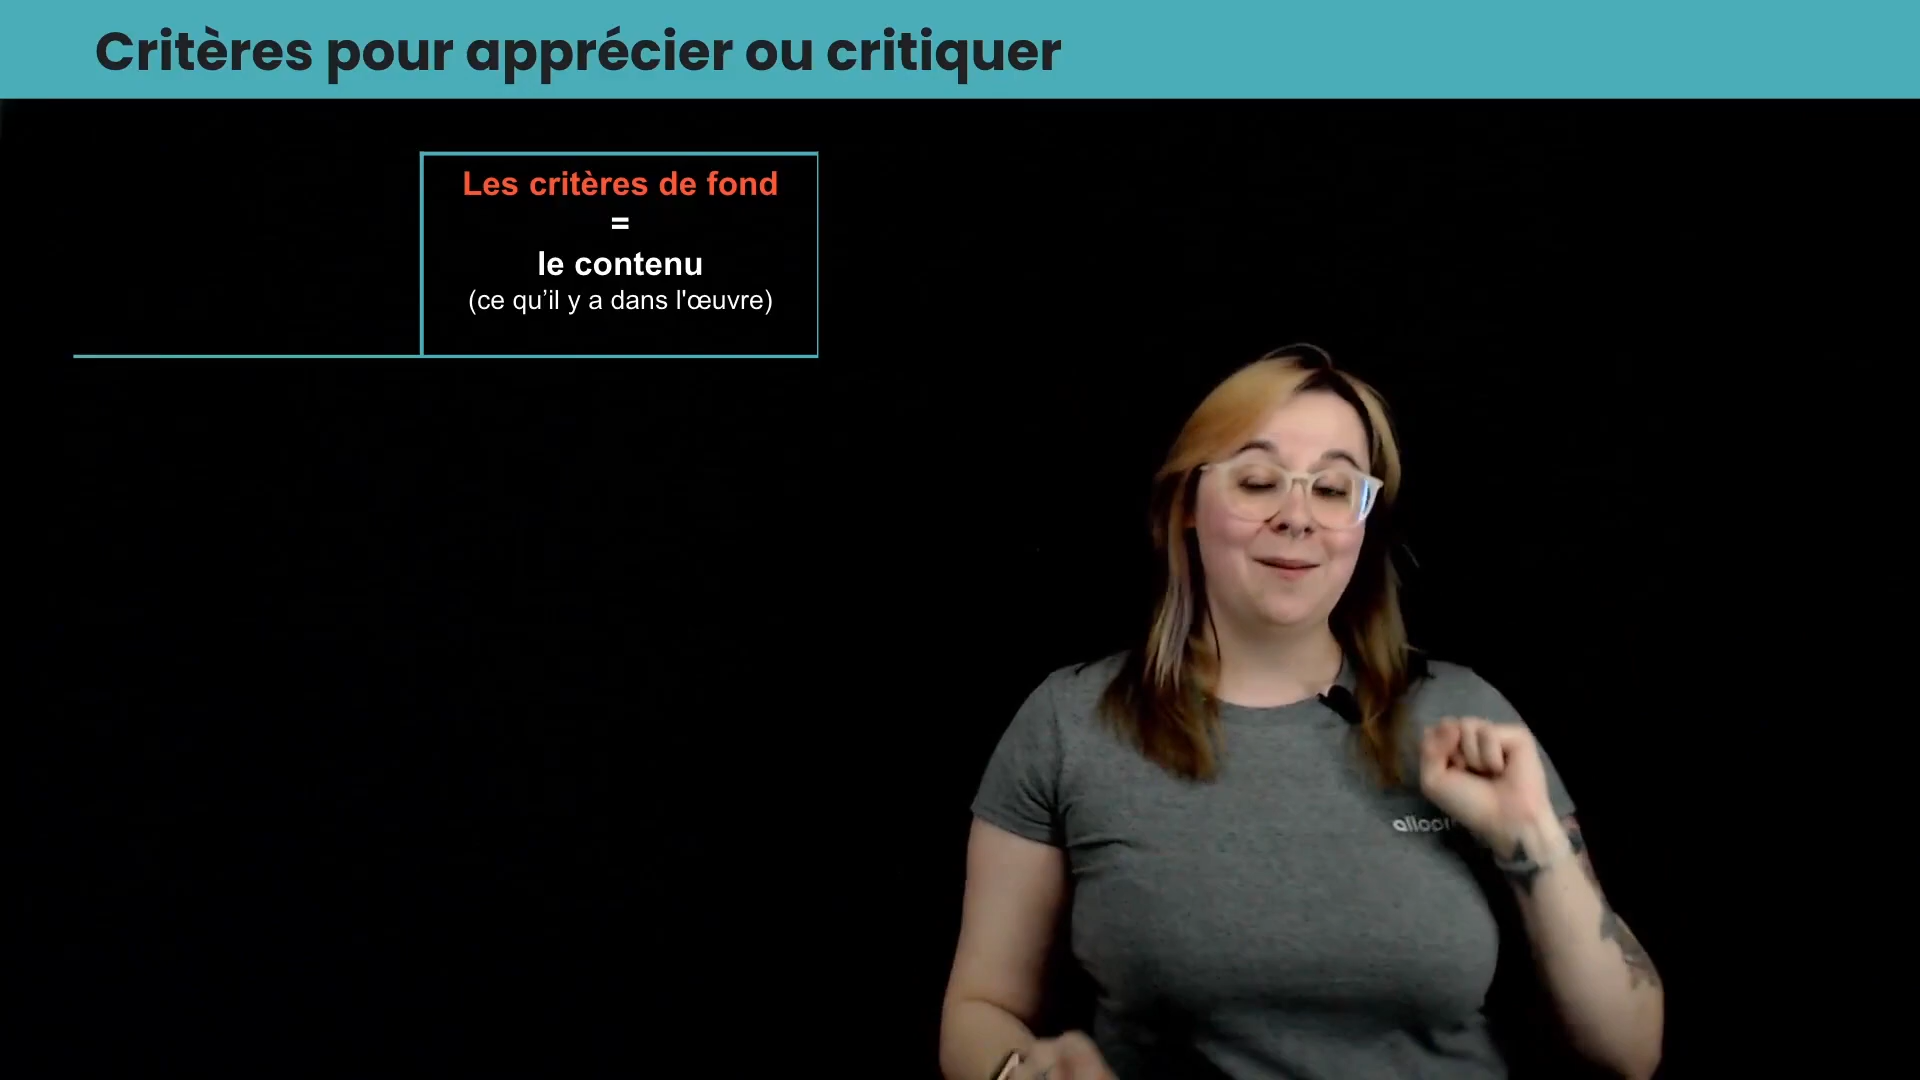 Critères pour apprécier ou critiquer
Les critères de fond
=
le contenu
(ce qu’il y a dans l'œuvre)